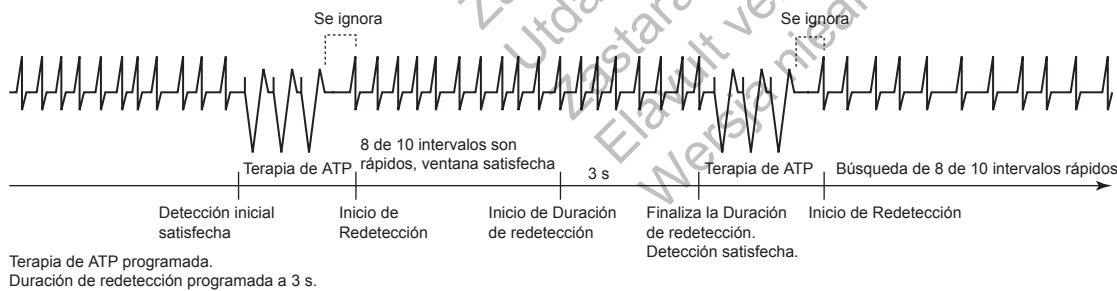 Se ignora
Se ignora
8 de 10 intervalos son
rápidos, ventana satisfecha
Terapia de ATP
3 s
Terapia de ATP
Búsqueda de 8 de 10 intervalos rápidos
Detección inicial
satisfecha
Inicio de
Redetección
Inicio de Duración
de redetección
Finaliza la Duración
de redetección.
Detección satisfecha.
Inicio de Redetección
Terapia de ATP programada.
Duración de redetección programada a 3 s.